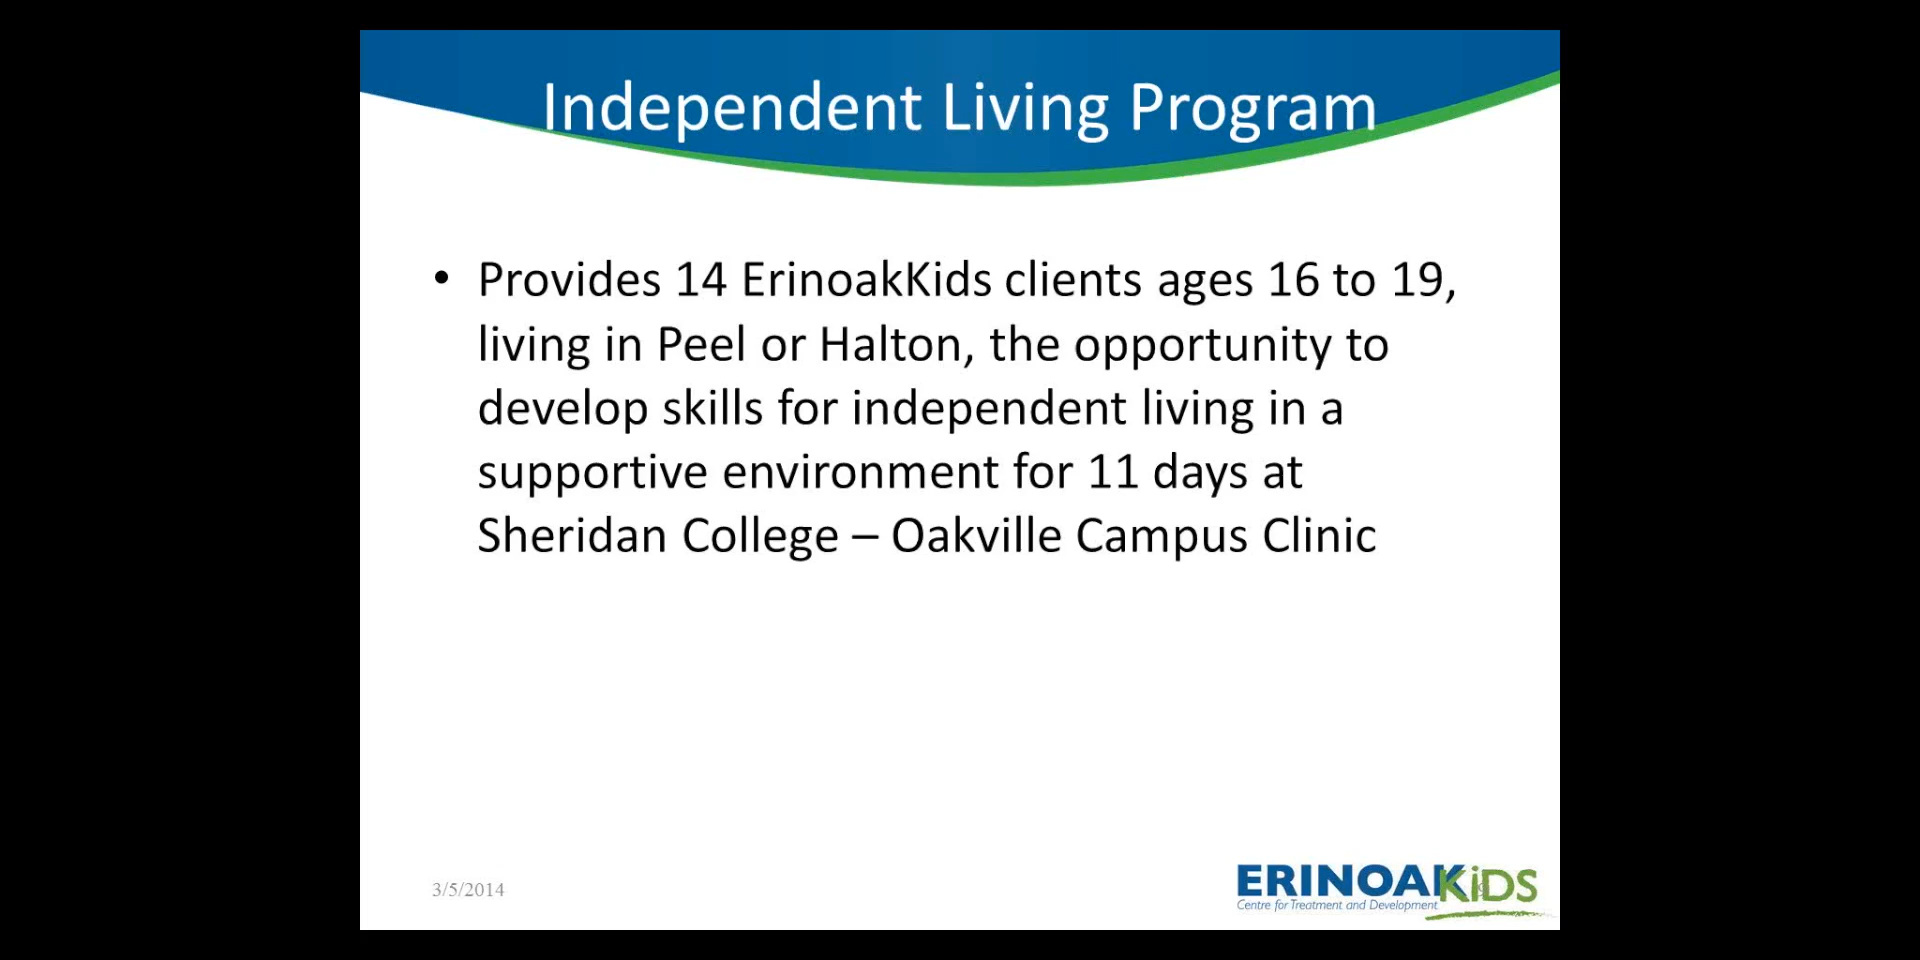 Independent Living Program
• Provides 14 ErinoakKids clients ages 16 to 19,
living in Peel or Halton, the opportunity to
develop skills for independent living in a
supportive environment for 11 days at
Sheridan College – Oakville Campus Clinic
3/5/2014
ERINOAKKiDS
Centre for Treatment and Development